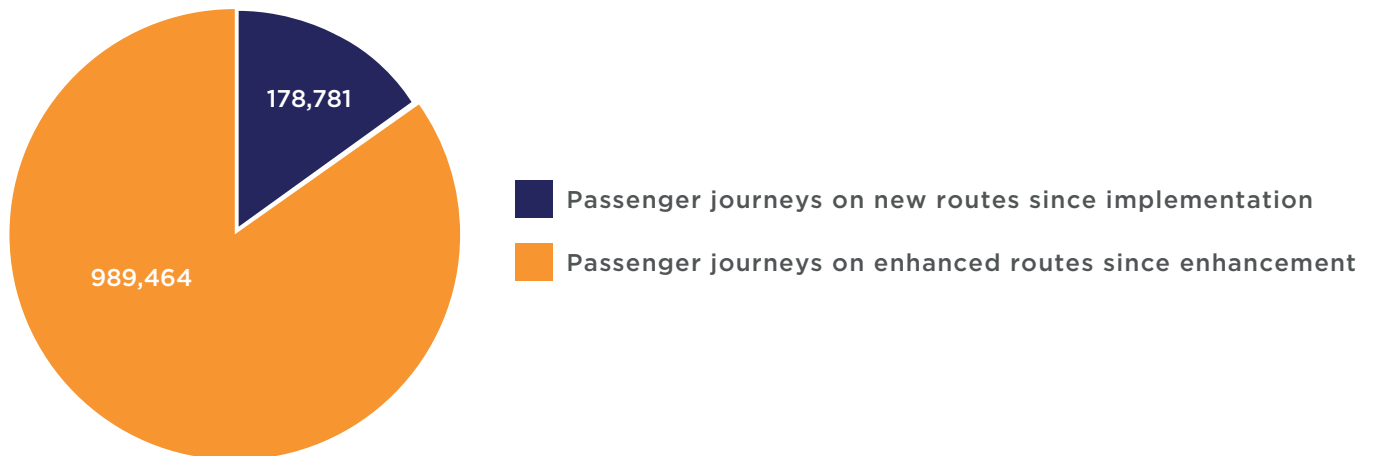 178,781
Passenger journeys on new routes since implementation
Passenger journeys on enhanced routes since enhancement
989,464